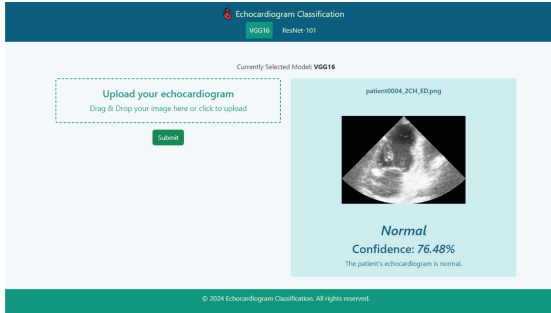 Echocardiogram Classification
VGG16 ResNet-101
Currently Selected Model: VGG16
Upload your echocardiogram
Drag & Drop your image here or click to upload
Submit
patient0004_2CH_ED.png
Normal
Confidence: 76.48%
The patient's echocardiogram is normal.
© 2024 Echocardiogram Classification. All rights reserved.